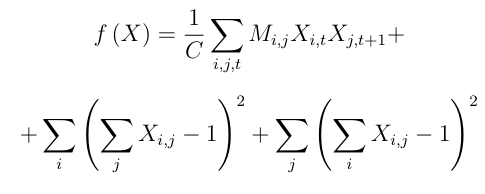 f (X) = \frac{1}{C} \sum_{i,j,t} M_{i,j} X_{i,t} X_{j,t+1} +
+ \sum_{i} \left( \sum_{j} X_{i,j} - 1 \right)^2 + \sum_{j} \left( \sum_{i} X_{i,j} - 1 \right)^2